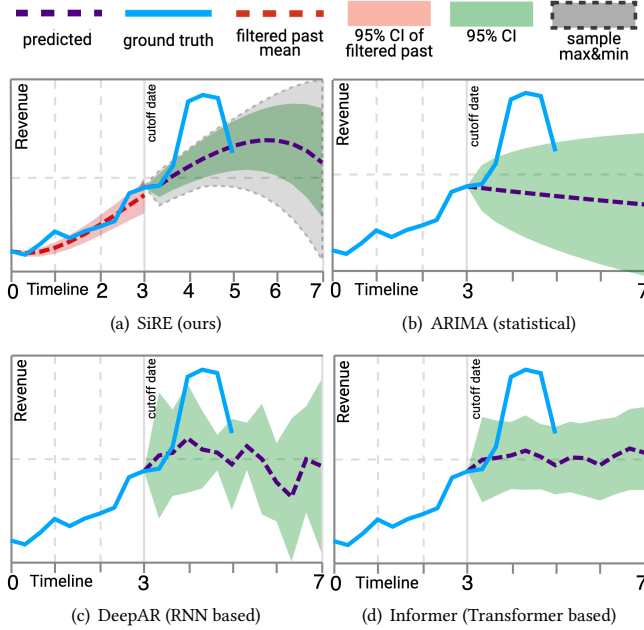 predicted
ground truth
filtered past
mean
95% CI of
filtered past
95% CI
sample
max&min
Revenue
cutoff date
0 Timeline 2 3 4 5 6 7
(a) SiRE (ours)
Revenue
cutoff date
0 Timeline 3 7
(b) ARIMA (statistical)
Revenue
cutoff date
0 Timeline 3 7
(c) DeepAR (RNN based)
Revenue
cutoff date
0 Timeline 3 7
(d) Informer (Transformer based)